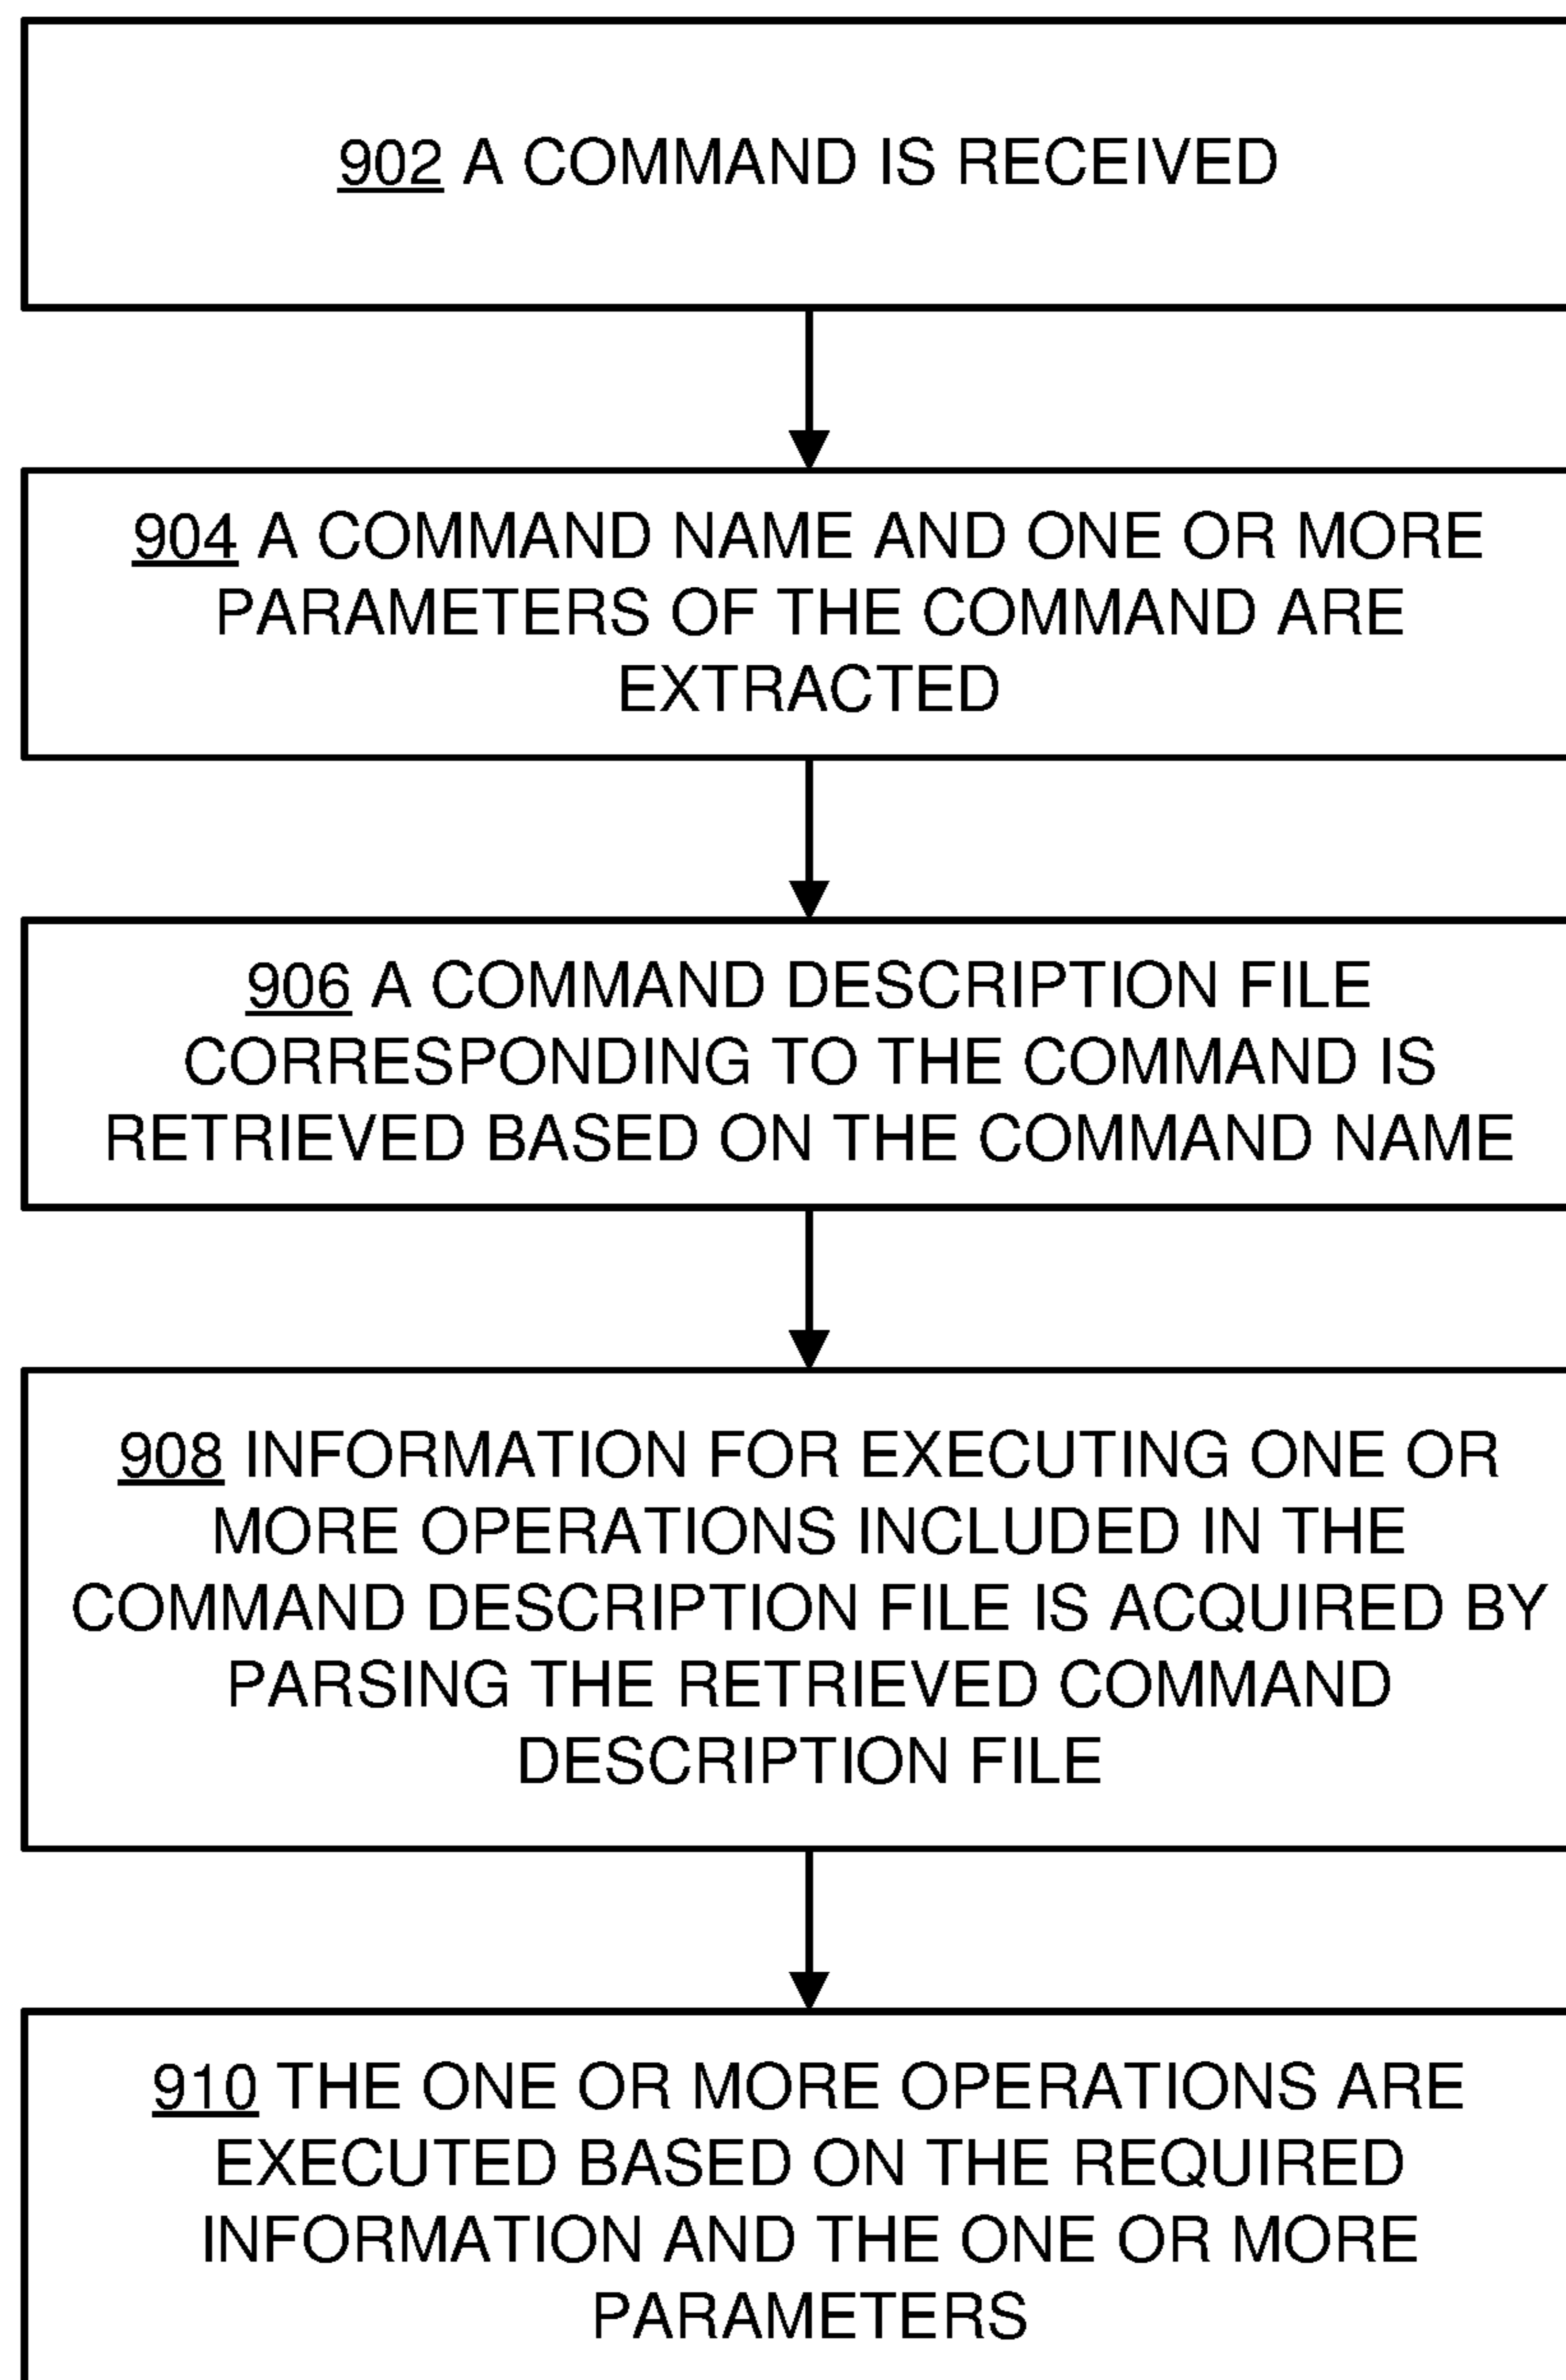 902 A COMMAND IS RECEIVED
904 A COMMAND NAME AND ONE OR MORE
PARAMETERS OF THE COMMAND ARE
EXTRACTED
906 A COMMAND DESCRIPTION FILE
CORRESPONDING TO THE COMMAND IS
RETRIEVED BASED ON THE COMMAND NAME
908 INFORMATION FOR EXECUTING ONE OR
MORE OPERATIONS INCLUDED IN THE
COMMAND DESCRIPTION FILE IS ACQUIRED BY
PARSING THE RETRIEVED COMMAND
DESCRIPTION FILE
910 THE ONE OR MORE OPERATIONS ARE
EXECUTED BASED ON THE REQUIRED
INFORMATION AND THE ONE OR MORE
PARAMETERS